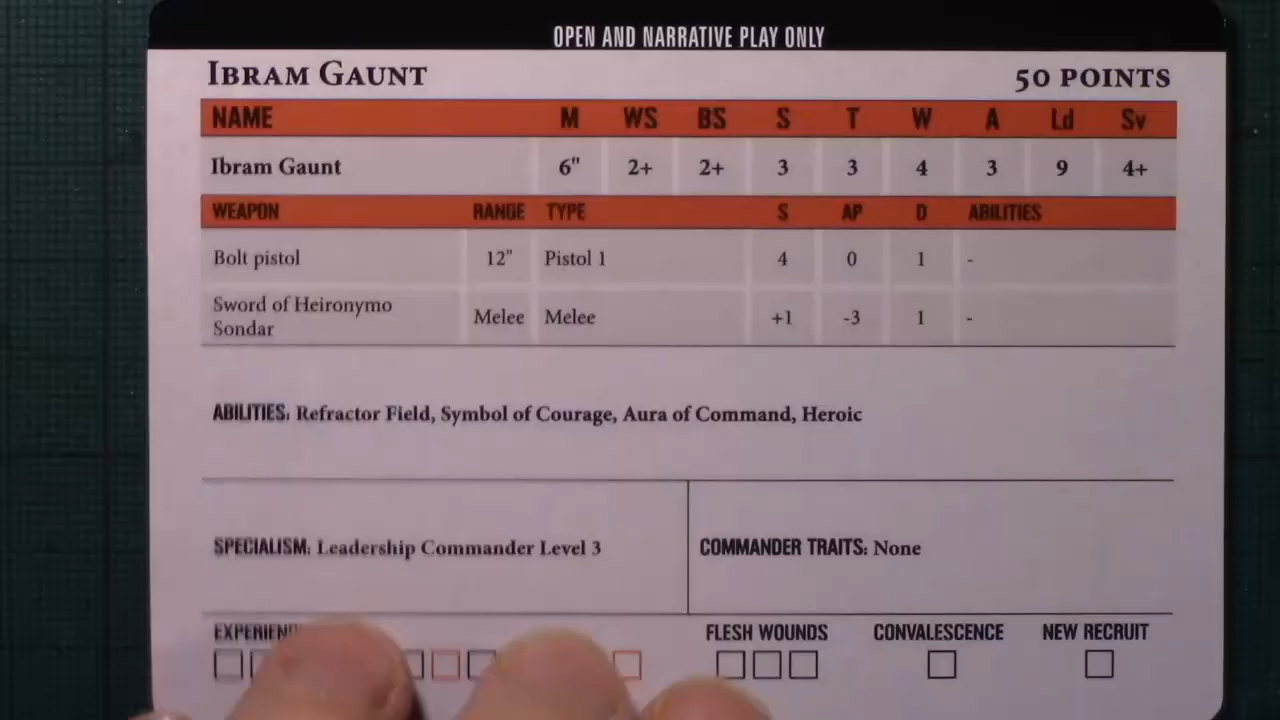 OPEN AND NARRATIVE PLAY ONLY
IBRAM GAUNT 50 POINTS
NAME M WS BS S T W A Ld Sv
Ibram Gaunt 6" 2+ 2+ 3 3 4 3 9 4+
WEAPON RANGE TYPE S AP D ABILITIES
Bolt pistol 12" Pistol 1 4 0 1 -
Sword of Heironymo
Sondar Melee Melee +1 -3 1 -
ABILITIES: Refractor Field, Symbol of Courage, Aura of Command, Heroic
SPECIALISM: Leadership Commander Level 3 COMMANDER TRAITS: None
FLESH WOUNDS CONVALESCENCE NEW RECRUIT